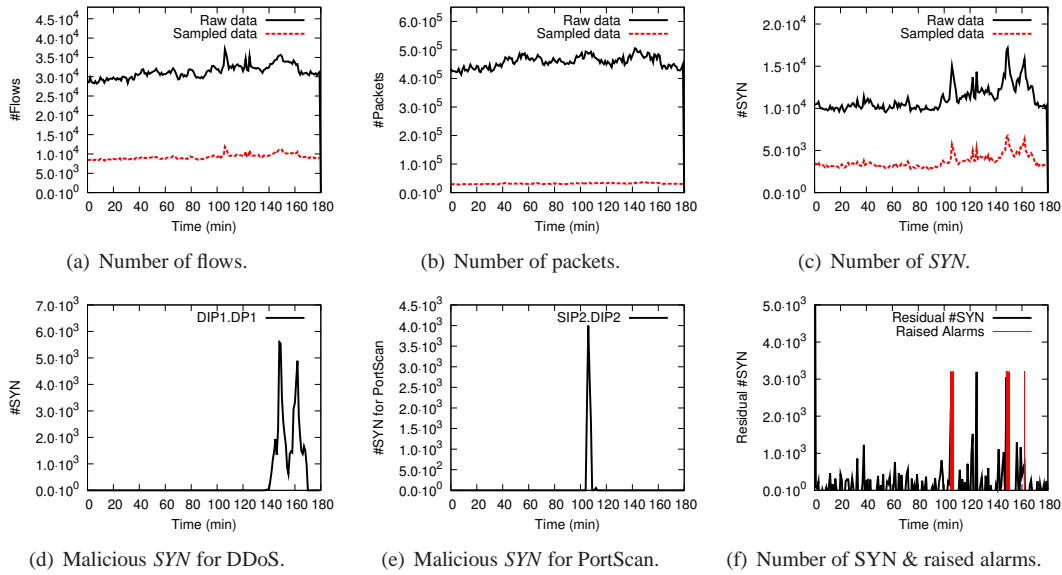 4.5·10⁴
4.0·10⁴
3.5·10⁴
3.0·10⁴
2.5·10⁴
2.0·10⁴
1.5·10⁴
1.0·10⁴
5.0·10³
0.0·10⁰
#Flows
Raw data
Sampled data
0 20 40 60 80 100 120 140 160 180
Time (min)
(a) Number of flows.
6.0·10⁵
5.0·10⁵
4.0·10⁵
3.0·10⁵
2.0·10⁵
1.0·10⁵
0.0·10⁰
#Packets
Raw data
Sampled data
0 20 40 60 80 100 120 140 160 180
Time (min)
(b) Number of packets.
2.0·10⁴
1.5·10⁴
1.0·10⁴
5.0·10³
0.0·10⁰
#SYN
Raw data
Sampled data
0 20 40 60 80 100 120 140 160 180
Time (min)
(c) Number of SYN.
7.0·10³
6.0·10³
5.0·10³
4.0·10³
3.0·10³
2.0·10³
1.0·10³
0.0·10⁰
#SYN
DIP1.DP1
0 20 40 60 80 100 120 140 160 180
Time (min)
(d) Malicious SYN for DDoS.
4.5·10³
4.0·10³
3.5·10³
3.0·10³
2.5·10³
2.0·10³
1.5·10³
1.0·10³
5.0·10²
0.0·10⁰
#SYN for PortScan
SIP2.DIP2
0 20 40 60 80 100 120 140 160 180
Time (min)
(e) Malicious SYN for PortScan.
5.0·10³
4.0·10³
3.0·10³
2.0·10³
1.0·10³
0.0·10⁰
Residual #SYN
Residual #SYN
Raised Alarms
0 20 40 60 80 100 120 140 160 180
Time (min)
(f) Number of SYN & raised alarms.